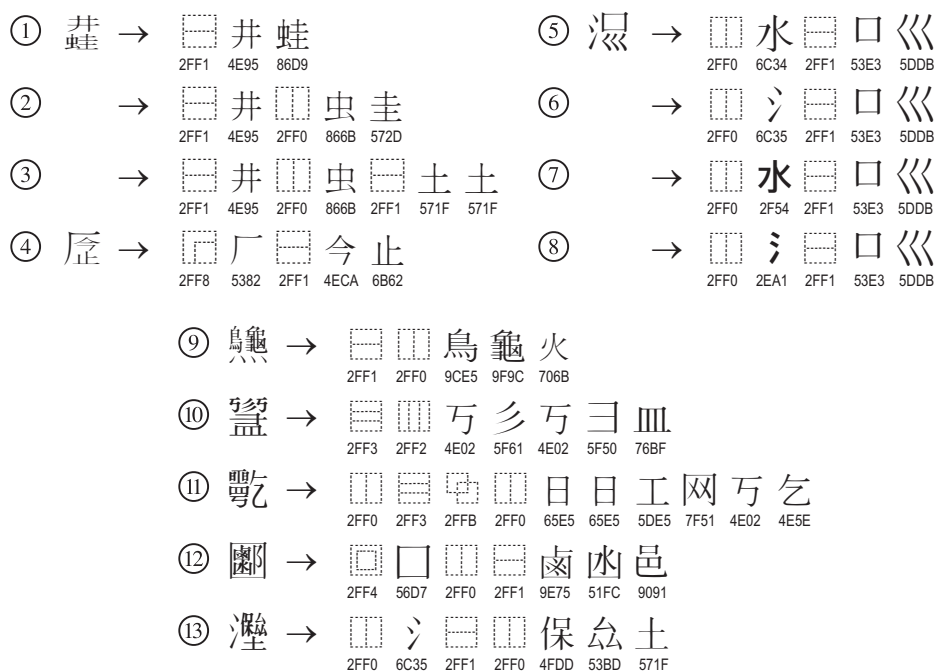 ① → ⿱ 井 蛙
2FF1 4E95 86D9
② → ⿱ 井 ⿰ 虫 圭
2FF1 4E95 2FF0 866B 572D
③ → ⿱ 井 ⿰ 虫 ⿱ 土 土
2FF1 4E95 2FF0 866B 2FF1 571F 571F
④ → ⿸ 厂 ⿱ 今 止
2FF8 5382 2FF1 4ECA 6B62
⑤ → ⿰ 水 ⿱ 口 巛
2FF0 6C34 2FF1 53E3 5DDB
⑥ → ⿰ 氵 ⿱ 口 巛
2FF0 6C35 2FF1 53E3 5DDB
⑦ → ⿰ ⽔ ⿱ 口 巛
2FF0 2F54 2FF1 53E3 5DDB
⑧ → ⿰ ⺡ ⿱ 口 巛
2FF0 2EA1 2FF1 53E3 5DDB
⑨ → ⿱ ⿰ 鳥 龜 火
2FF1 2FF0 9CE5 9F9C 706B
⑩ → ⿳ ⿲ 丂 彡 丂 彐 皿
2FF3 2FF2 4E02 5F61 4E02 5F50 76BF
⑪ → ⿰ ⿳ ⿻ ⿰ 日 日 工 网 丂 乞
2FF0 2FF3 2FFB 2FF0 65E5 65E5 5DE5 7F51 4E02 4E5E
⑫ → ⿴ 囗 ⿰ ⿱ 鹵 凼 邑
2FF4 56D7 2FF0 2FF1 9E75 51FC 9091
⑬ → ⿰ 氵 ⿱ ⿰ 保 厽 土
2FF0 6C35 2FF1 2FF0 4FDD 53BD 571F